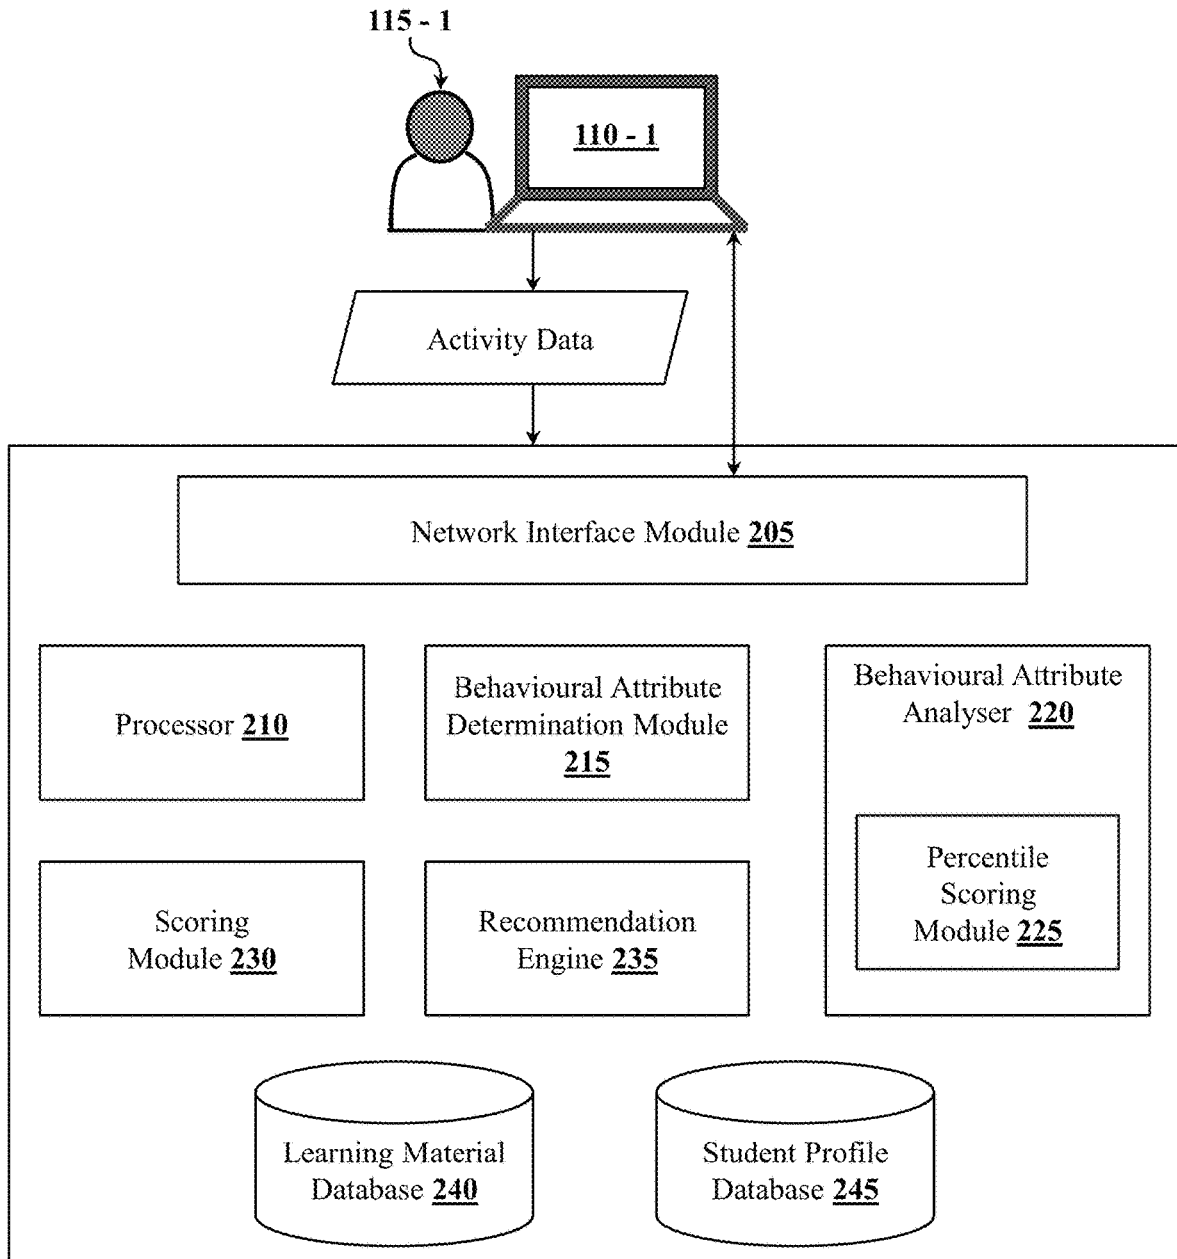 115 - 1
110 - 1
Activity Data
Network Interface Module 205
Processor 210
Behavioural Attribute
Determination Module
215
Behavioural Attribute
Analyser 220
Percentile
Scoring
Module 225
Scoring
Module 230
Recommendation
Engine 235
Learning Material
Database 240
Student Profile
Database 245